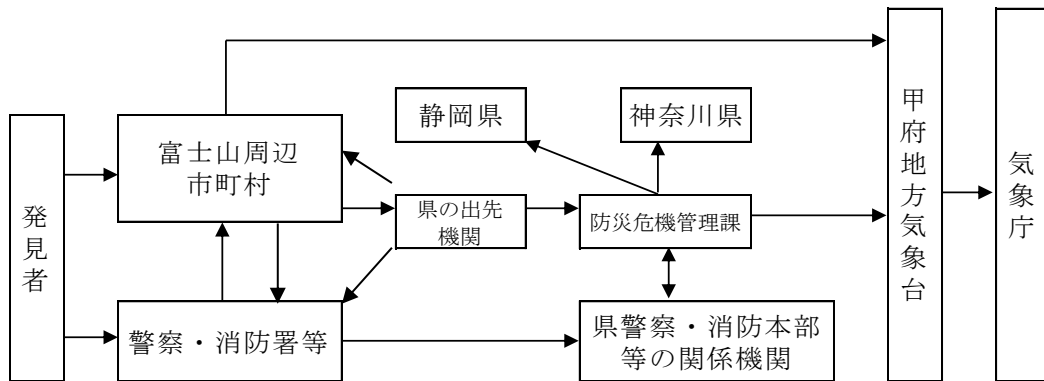 発見者
富士山周辺
市町村
警察・消防署等
静岡県
神奈川県
県の出先
機関
防災危機管理課
県警察・消防本部
等の関係機関
甲府地方気象台
気象庁